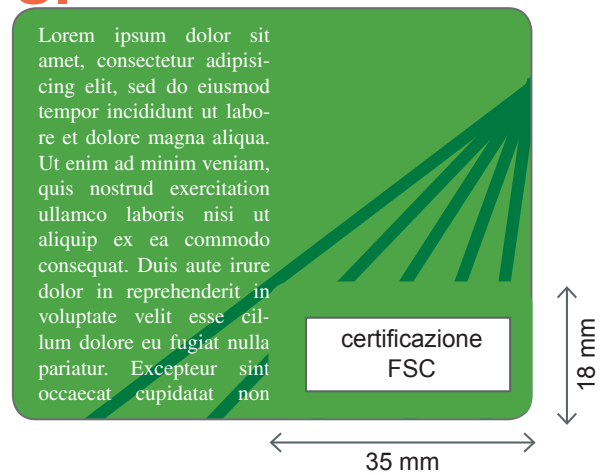 Lorem ipsum dolor sit
amet, consectetur adipisi-
cing elit, sed do eiusmod
tempor incididunt ut labo-
re et dolore magna aliqua.
Ut enim ad minim veniam,
quis nostrud exercitation
ullamco laboris nisi ut
aliquip ex ea commodo
consequat. Duis aute irure
dolor in reprehenderit in
voluptate velit esse cil-
lum dolore eu fugiat nulla
pariatur. Excepteur sint
occaecat cupidatat non
certificazione
FSC
18 mm
35 mm